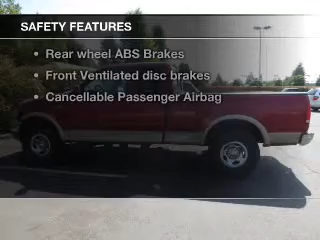 SAFETY FEATURES
• Rear wheel ABS Brakes
• Front Ventilated disc brakes
• Cancellable Passenger Airbag